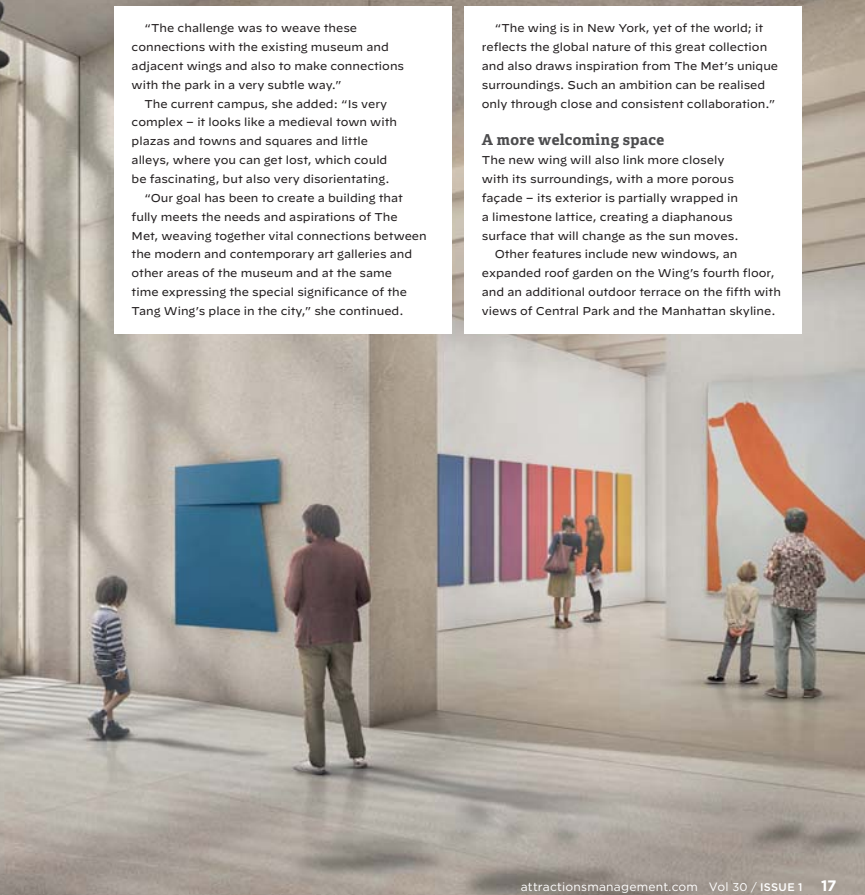 “The challenge was to weave these
connections with the existing museum and
adjacent wings and also to make connections
with the park in a very subtle way.”
The current campus, she added: “Is very
complex – it looks like a medieval town with
plazas and towns and squares and little
alleys, where you can get lost, which could
be fascinating, but also very disorientating.
“Our goal has been to create a building that
fully meets the needs and aspirations of The
Met, weaving together vital connections between
the modern and contemporary art galleries and
other areas of the museum and at the same
time expressing the special significance of the
Tang Wing’s place in the city,” she continued.
“The wing is in New York, yet of the world; it
reflects the global nature of this great collection
and also draws inspiration from The Met’s unique
surroundings. Such an ambition can be realised
only through close and consistent collaboration.”
A more welcoming space
The new wing will also link more closely
with its surroundings, with a more porous
façade – its exterior is partially wrapped in
a limestone lattice, creating a diaphanous
surface that will change as the sun moves.
Other features include new windows, an
expanded roof garden on the Wing’s fourth floor,
and an additional outdoor terrace on the fifth with
views of Central Park and the Manhattan skyline.
attractionsmanagement.com Vol 30 / ISSUE 1 17